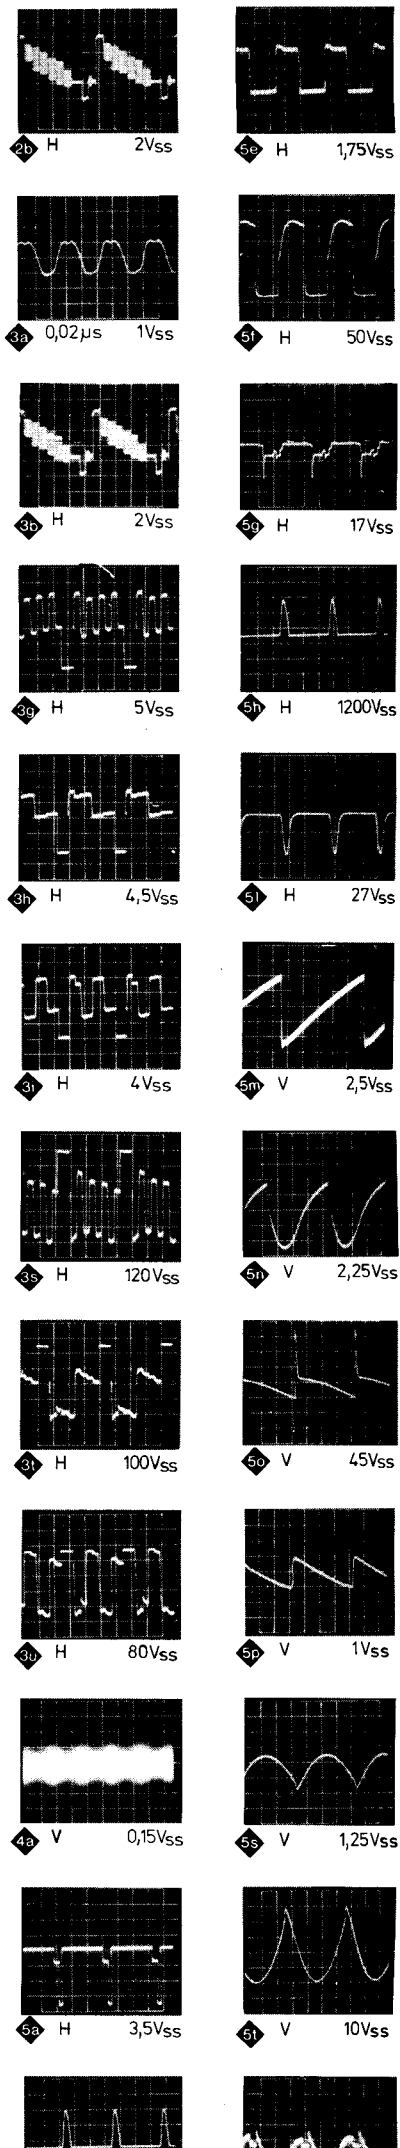 2b H 2Vss
5e H 1,75Vss
3a 0,02µs 1Vss
5f H 50Vss
3b H 2Vss
5g H 17Vss
3g H 5Vss
5h H 1200Vss
3h H 4,5Vss
5l H 27Vss
3i H 4Vss
5m V 2,5Vss
3s H 120Vss
5n V 2,25Vss
3t H 100Vss
5o V 45Vss
3u H 80Vss
5p V 1Vss
4a V 0,15Vss
5s V 1,25Vss
5a H 3,5Vss
5t V 10Vss